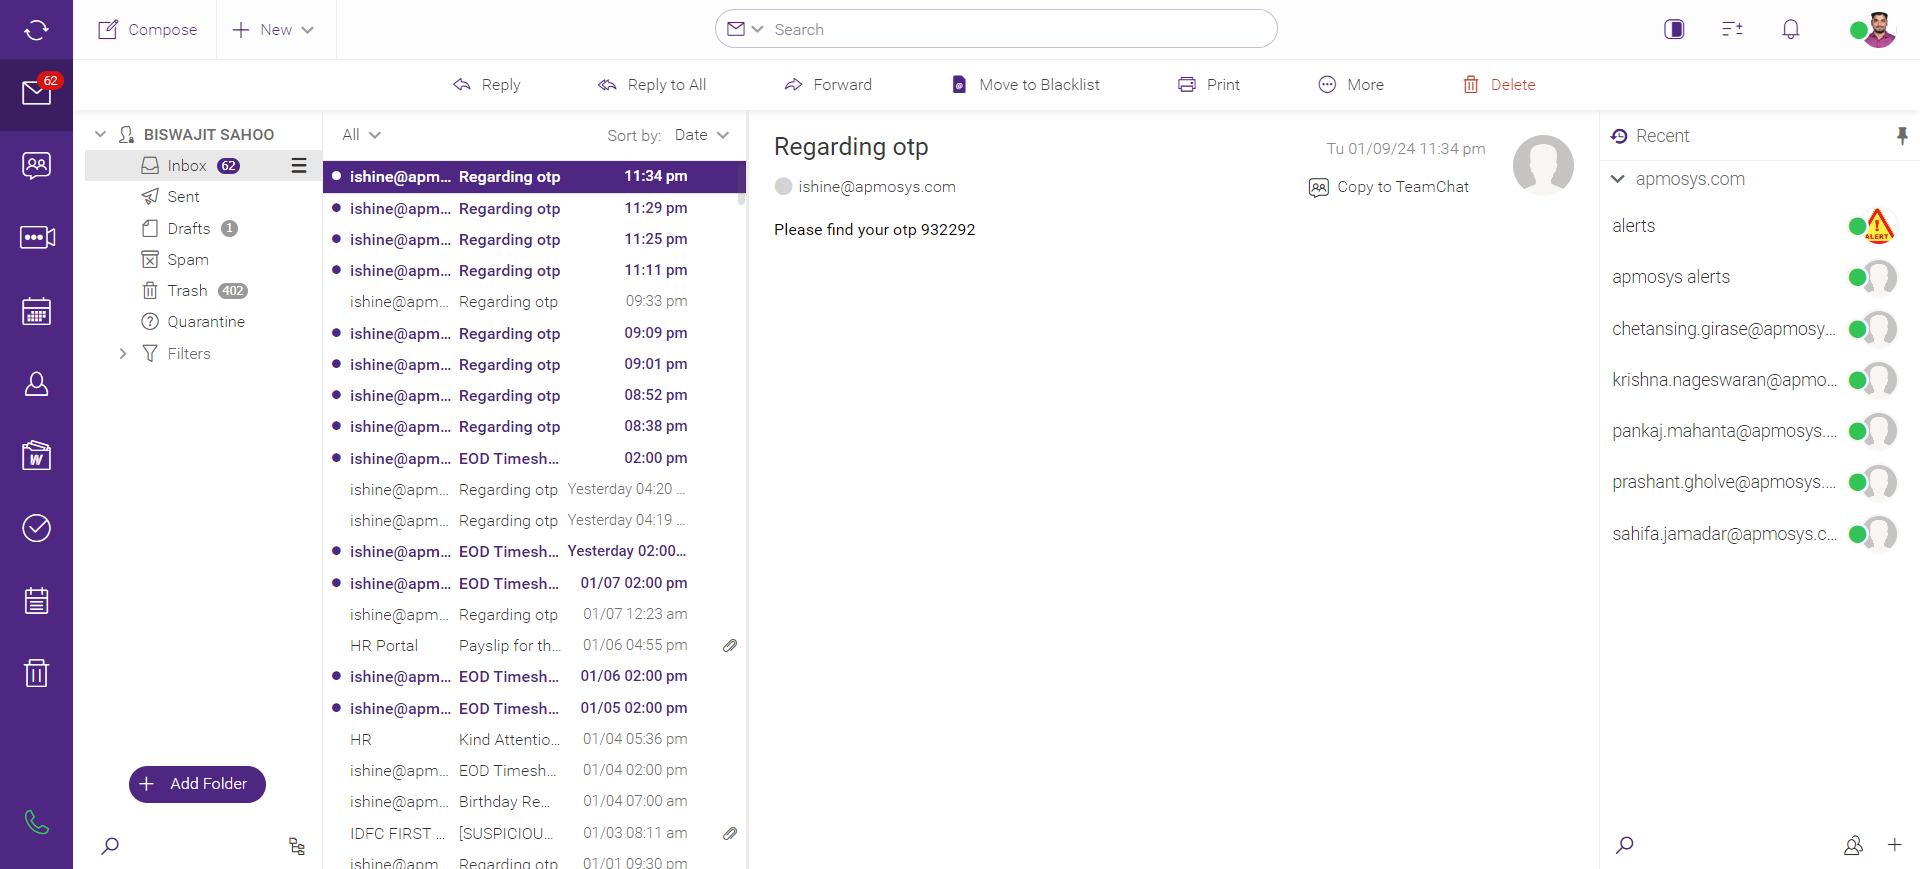 Compose
New
Search
62
Reply
Reply to All
Forward
Move to Blacklist
Print
More
Delete
BISWAJIT SAHOO
Inbox 62
Sent
Drafts 1
Spam
Trash 402
Quarantine
Filters
Add Folder
All Sort by: Date
ishine@apm... Regarding otp 11:34 pm
ishine@apm... Regarding otp 11:29 pm
ishine@apm... Regarding otp 11:25 pm
ishine@apm... Regarding otp 11:11 pm
ishine@apm... Regarding otp 09:33 pm
ishine@apm... Regarding otp 09:09 pm
ishine@apm... Regarding otp 09:01 pm
ishine@apm... Regarding otp 08:52 pm
ishine@apm... Regarding otp 08:38 pm
ishine@apm... EOD Timesh... 02:00 pm
ishine@apm... Regarding otp Yesterday 04:20 ...
ishine@apm... Regarding otp Yesterday 04:19 ...
ishine@apm... EOD Timesh... Yesterday 02:00...
ishine@apm... EOD Timesh... 01/07 02:00 pm
ishine@apm... Regarding otp 01/07 12:23 am
HR Portal Payslip for th... 01/06 04:55 pm
ishine@apm... EOD Timesh... 01/06 02:00 pm
ishine@apm... EOD Timesh... 01/05 02:00 pm
HR Kind Attentio... 01/04 05:36 pm
ishine@apm... EOD Timesh... 01/04 02:00 pm
ishine@apm... Birthday Re... 01/04 07:00 am
IDFC FIRST ... [SUSPICIOU... 01/03 08:11 am
ishine@apm... Regarding otp 01/01 09:30 pm
Regarding otp
Tu 01/09/24 11:34 pm
ishine@apmosys.com
Copy to TeamChat
Please find your otp 932292
Recent
apmosys.com
alerts
ALERT
apmosys alerts
chetansing.girase@apmosy...
krishna.nageswaran@apmo...
pankaj.mahanta@apmosys....
prashant.gholve@apmosys....
sahifa.jamadar@apmosys.c...